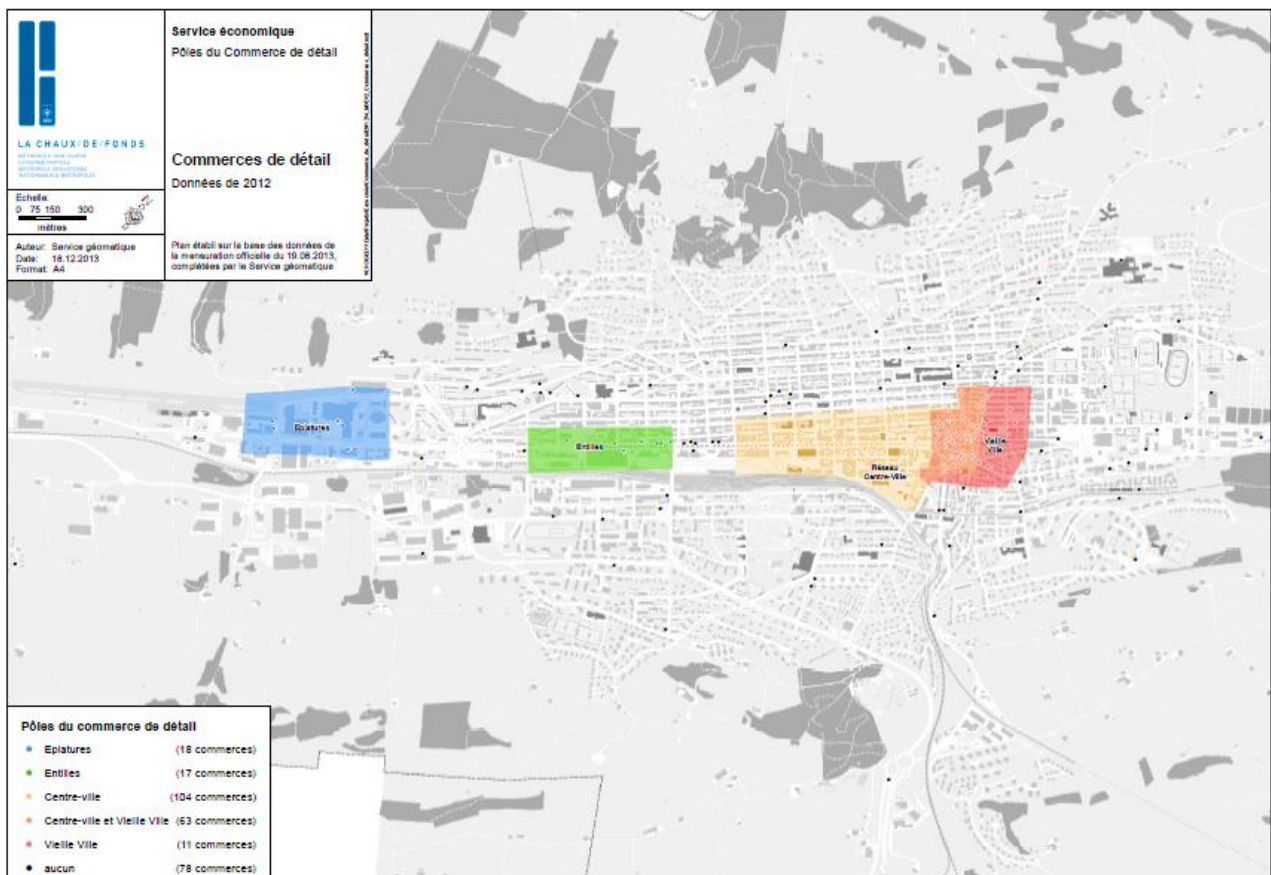 LA CHAUX/DE/FONDS
Echelle:
0 75 150 300
mètres
Auteur: Service géomatique
Date: 18.12.2013
Format: A4
Service économique
Pôles du Commerce de détail
Commerces de détail
Données de 2012
Plan établi sur la base des données de
la mensuration officielle du 19.08.2013,
complétées par le Service géomatique
Eplatures
Entilles
Réseau
Centre-Ville
Vieille
Ville
Pôles du commerce de détail
Eplatures (18 commerces)
Entilles (17 commerces)
Centre-ville (104 commerces)
Centre-ville et Vieille Ville (63 commerces)
Vieille Ville (11 commerces)
aucun (78 commerces)